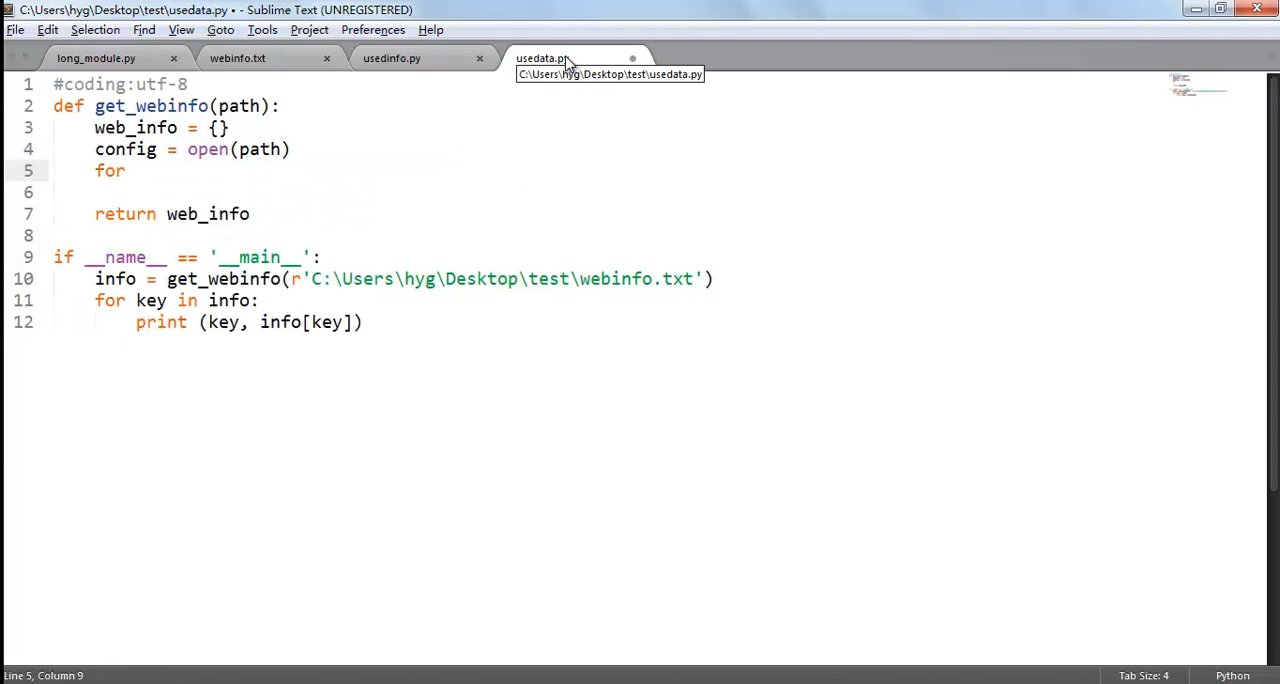 C:\Users\hyg\Desktop\test\usedata.py • - Sublime Text (UNREGISTERED)
File Edit Selection Find View Goto Tools Project Preferences Help
long_module.py × webinfo.txt × usedinfo.py × usedata.py
C:\Users\hyg\Desktop\test\usedata.py
1 #coding:utf-8
2 def get_webinfo(path):
3 web_info = {}
4 config = open(path)
5 for
6
7 return web_info
8
9 if __name__ == '__main__':
10 info = get_webinfo(r'C:\Users\hyg\Desktop\test\webinfo.txt')
11 for key in info:
12 print (key, info[key])
Line 5, Column 9 Tab Size: 4 Python